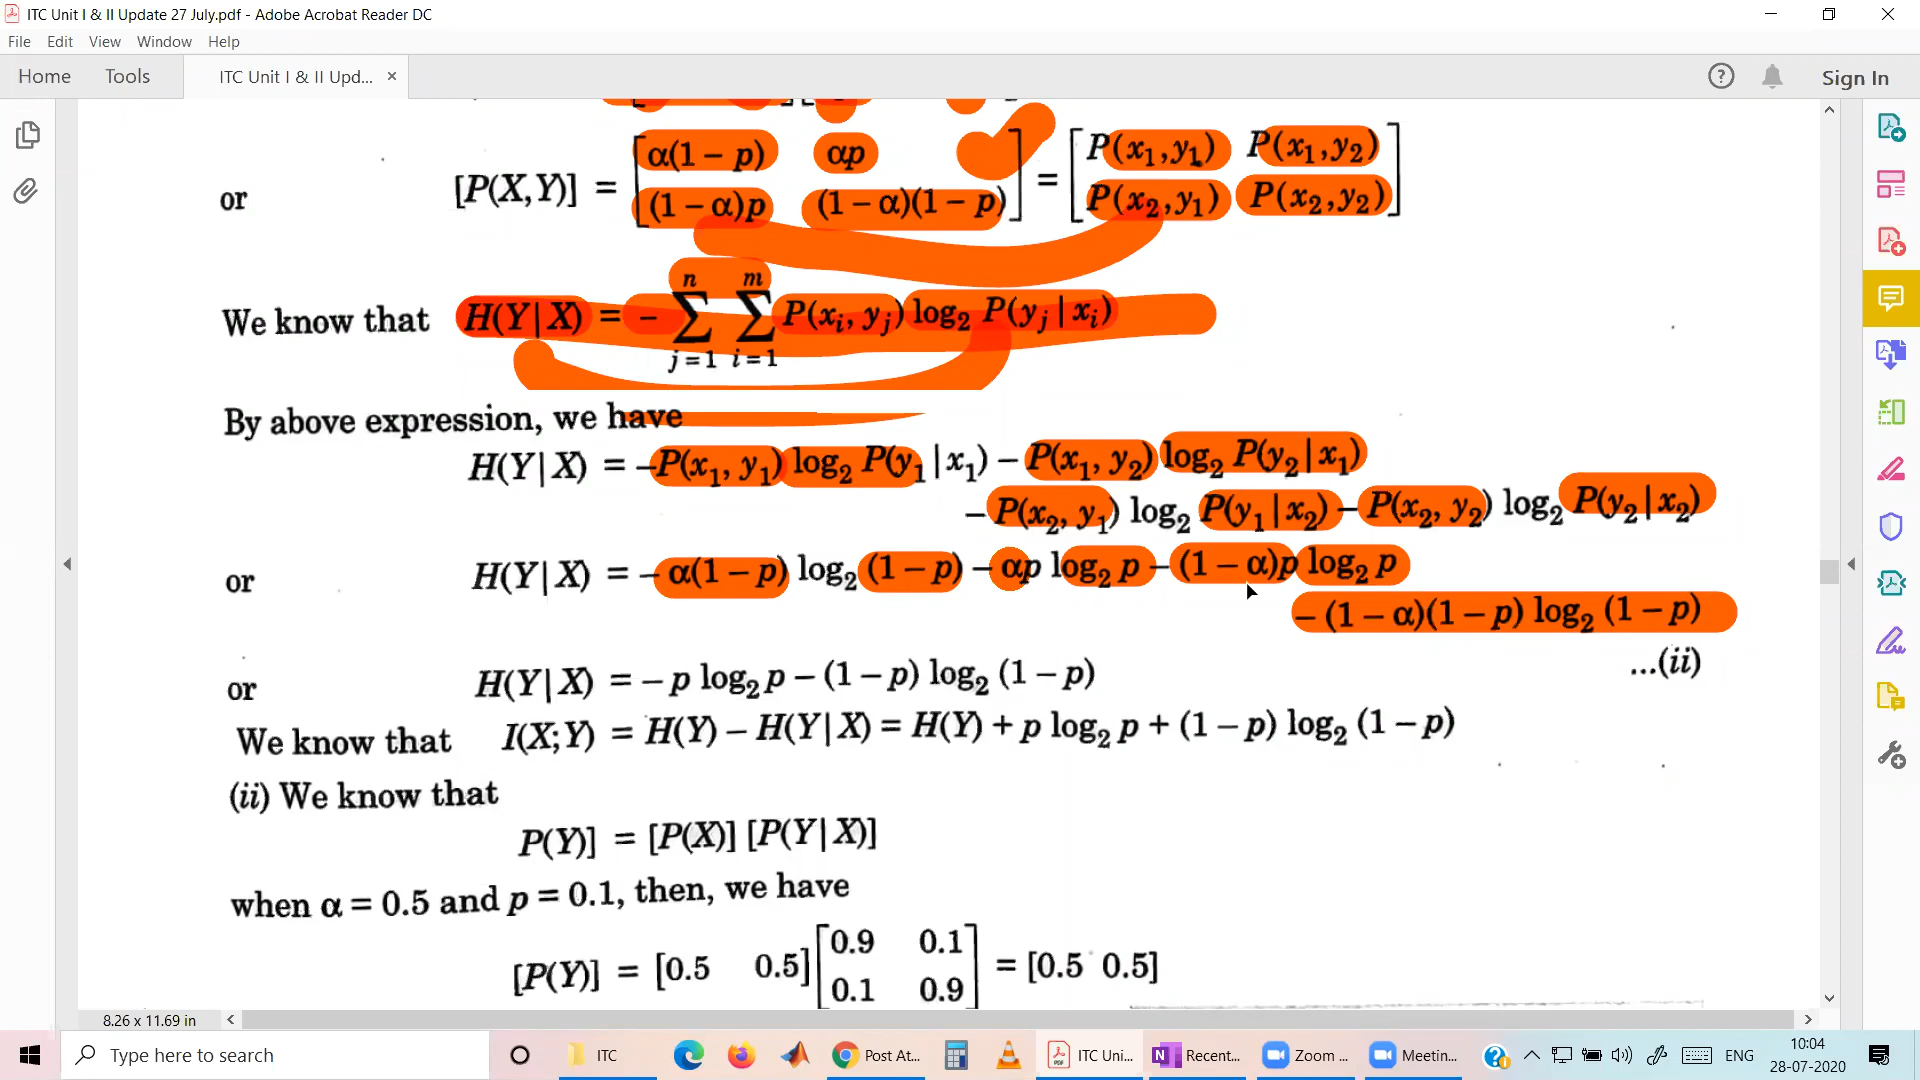 ITC Unit I & II Update 27 July.pdf - Adobe Acrobat Reader DC
File Edit View Window Help
Home Tools ITC Unit I & II Upd... × Sign In
or [P(X,Y)] = [α(1 − p) αp (1 − α)p (1 − α)(1 − p)] = [P(x₁,y₁) P(x₁,y₂) P(x₂,y₁) P(x₂,y₂)]
We know that H(Y|X) = − Σ_{j=1}^{n} Σ_{i=1}^{m} P(xᵢ, yⱼ) log₂ P(yⱼ|xᵢ)
By above expression, we have
H(Y|X) = −P(x₁, y₁) log₂ P(y₁|x₁) − P(x₁, y₂) log₂ P(y₂|x₁)
− P(x₂, y₁) log₂ P(y₁|x₂) − P(x₂, y₂) log₂ P(y₂|x₂)
or H(Y|X) = − α(1 − p) log₂ (1 − p) − αp log₂ p − (1 − α)p log₂ p
− (1 − α)(1 − p) log₂ (1 − p)
...(ii)
or H(Y|X) = − p log₂ p − (1 − p) log₂ (1 − p)
We know that I(X;Y) = H(Y) − H(Y|X) = H(Y) + p log₂ p + (1 − p) log₂ (1 − p)
(ii) We know that
P(Y)] = [P(X)] [P(Y|X)]
when α = 0.5 and p = 0.1, then, we have
[P(Y)] = [0.5 0.5] [0.9 0.1 0.1 0.9] = [0.5 0.5]
8.26 x 11.69 in
Type here to search ITC Post At... ITC Uni... Recent... Zoom ... Meetin... ENG 10:04
28-07-2020